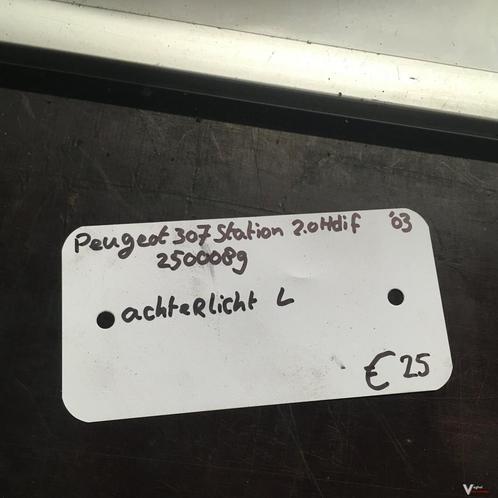 Peugeot 307 Station 2.0Hdif '03
250008g
achteRlicht L
€ 25